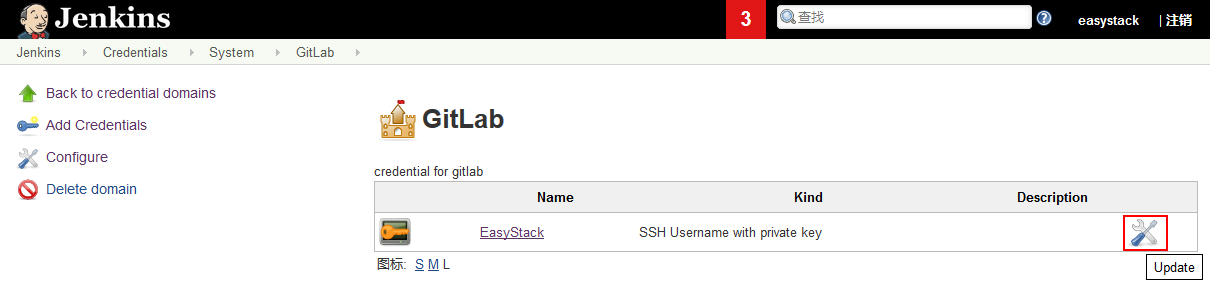 Jenkins 3 查找 easystack | 注销
Jenkins Credentials System GitLab
Back to credential domains
Add Credentials
Configure
Delete domain
GitLab
credential for gitlab
Name Kind Description
EasyStack SSH Username with private key
图标: S M L
Update